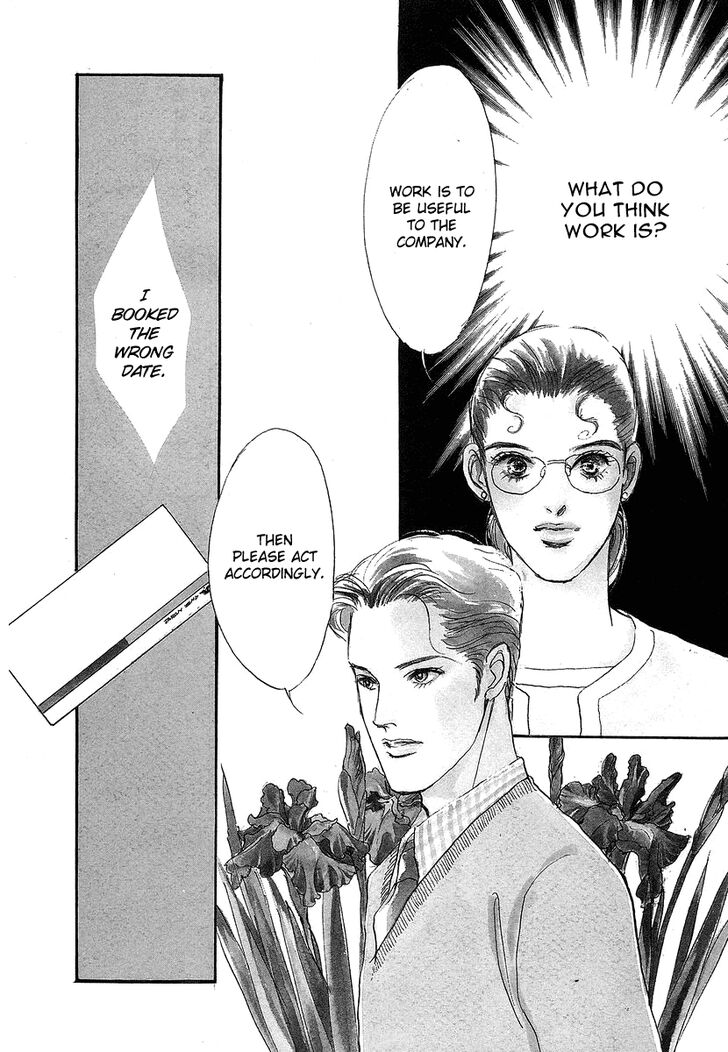 WHAT DO
YOU THINK
WORK IS?
WORK IS TO
BE USEFUL
TO THE
COMPANY.
THEN
PLEASE ACT
ACCORDINGLY.
I
BOOKED
THE
WRONG
DATE.